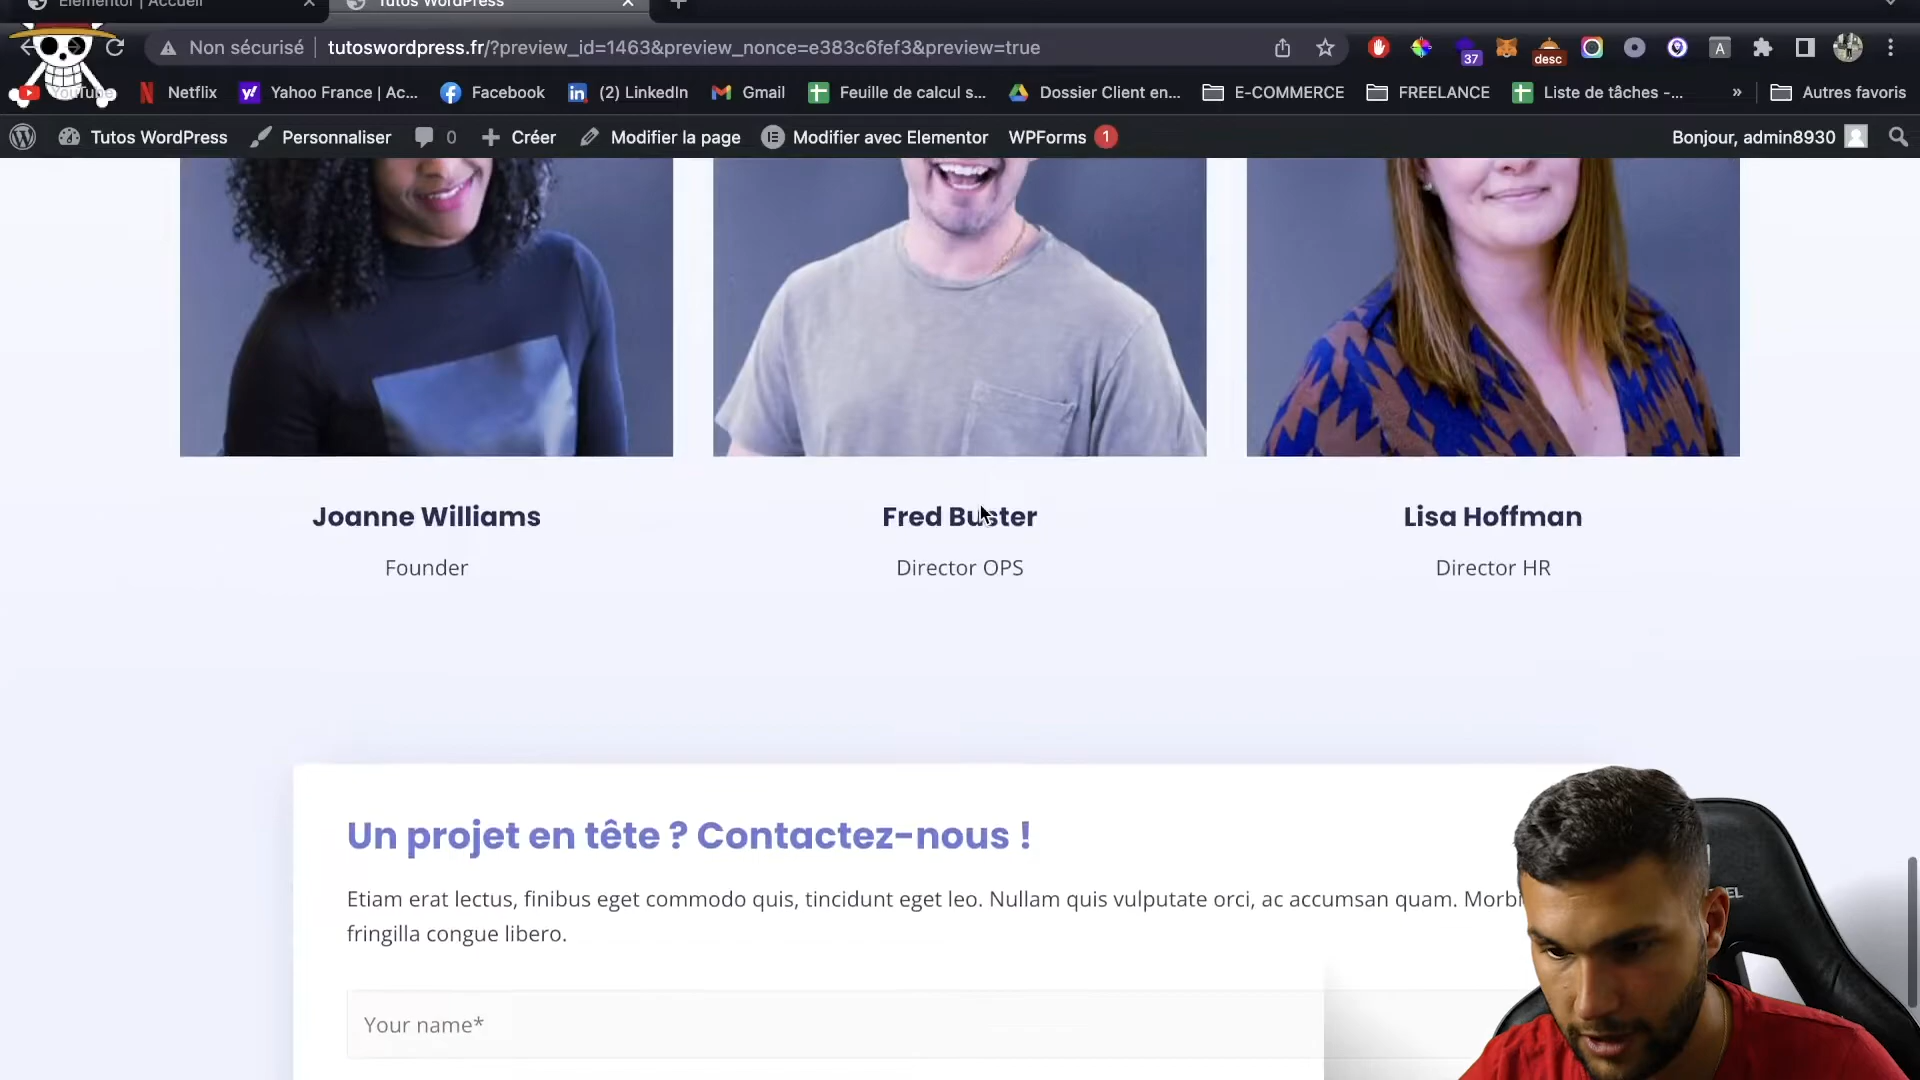 Elementor | Accueil
Tutos WordPress
Non sécurisé
tutoswordpress.fr/?preview_id=1463&preview_nonce=e383c6fef3&preview=true
37
desc
A
YouTube
Netflix
Yahoo France | Ac...
Facebook
(2) LinkedIn
Gmail
Feuille de calcul s...
Dossier Client en...
E-COMMERCE
FREELANCE
Liste de tâches -...
»
Autres favoris
Tutos WordPress
Personnaliser
0
Créer
Modifier la page
Modifier avec Elementor
WPForms 1
Bonjour, admin8930
Joanne Williams
Founder
Fred Buster
Director OPS
Lisa Hoffman
Director HR
Un projet en tête ? Contactez-nous !
Etiam erat lectus, finibus eget commodo quis, tincidunt eget leo. Nullam quis vulputate orci, ac accumsan quam. Morbi
fringilla congue libero.
Your name*